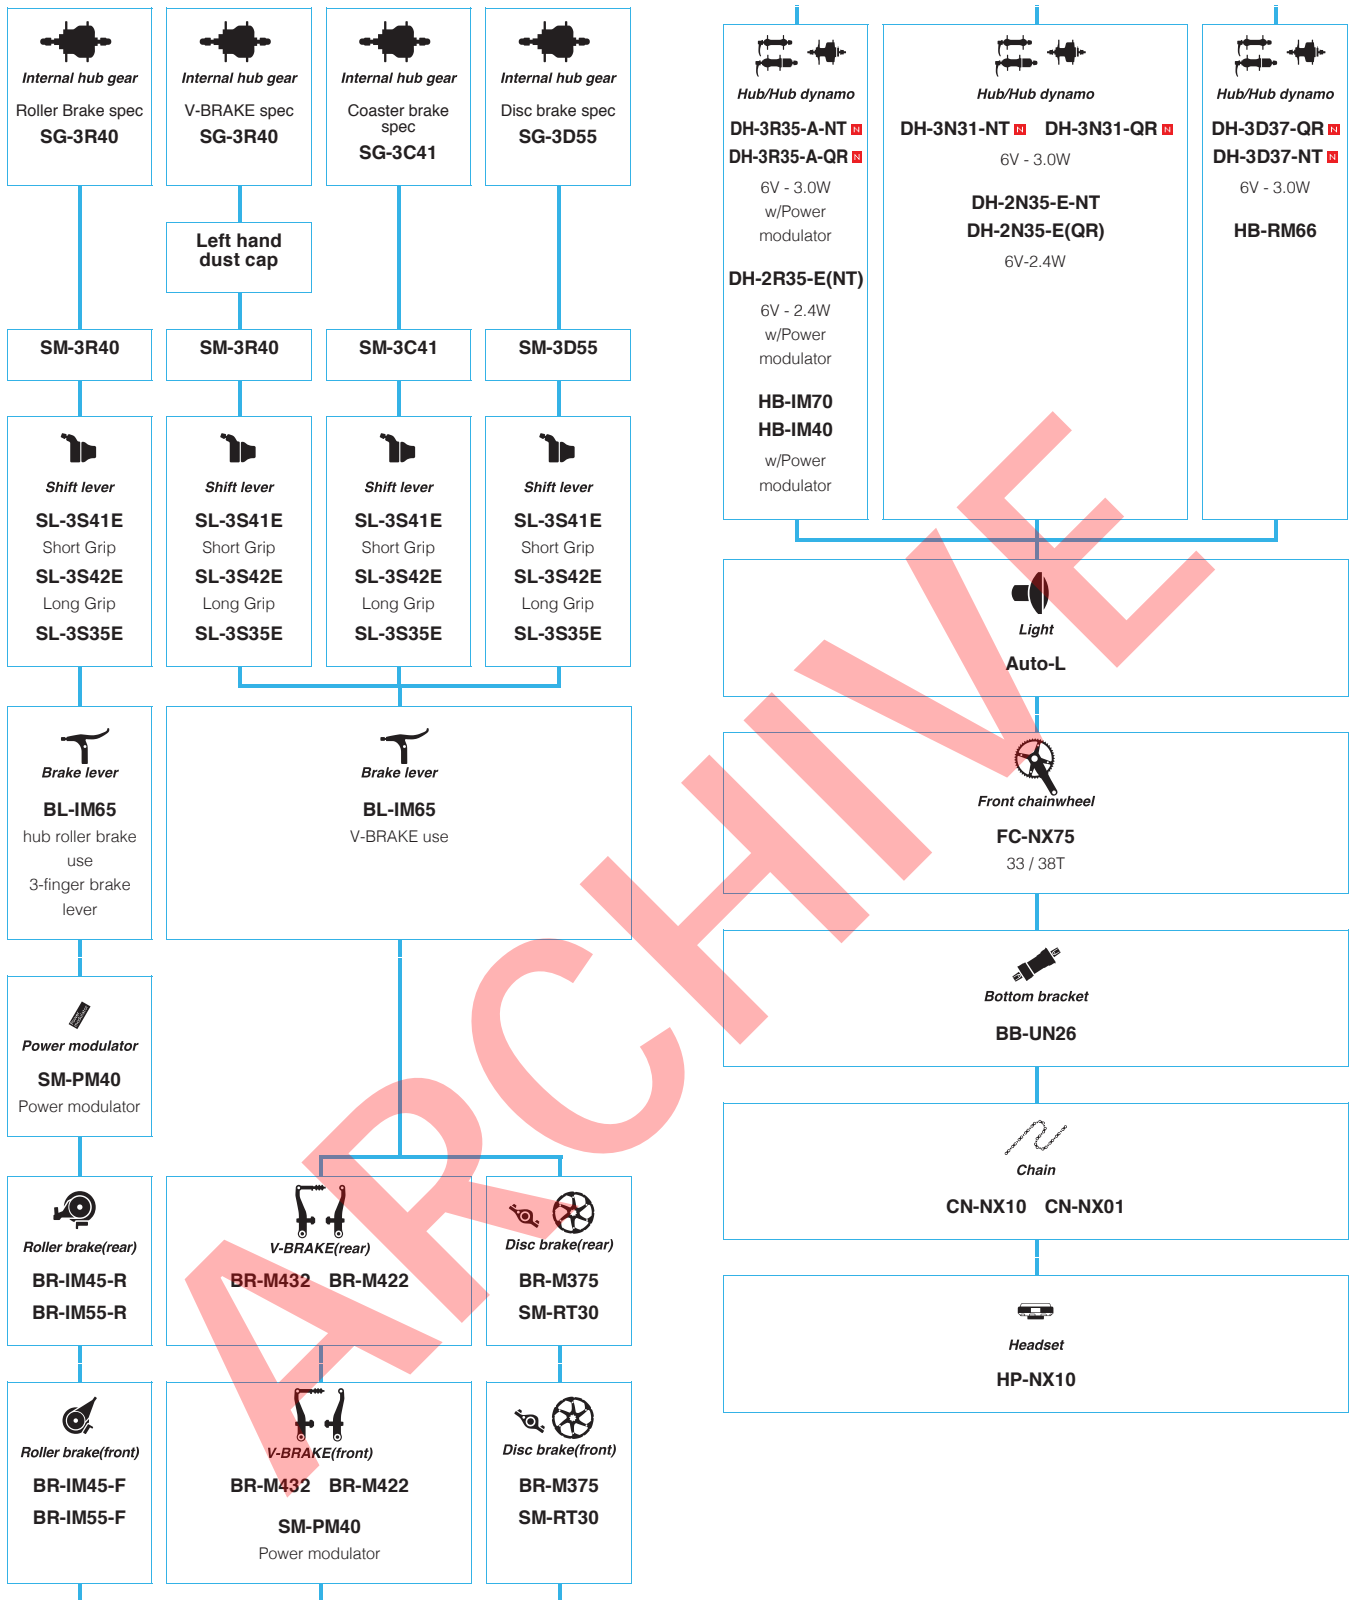 Internal hub gear
Roller Brake spec
SG-3R40
Internal hub gear
V-BRAKE spec
SG-3R40
Internal hub gear
Coaster brake
spec
SG-3C41
Internal hub gear
Disc brake spec
SG-3D55
Left hand
dust cap
SM-3R40
SM-3R40
SM-3C41
SM-3D55
Shift lever
SL-3S41E
Short Grip
SL-3S42E
Long Grip
SL-3S35E
Shift lever
SL-3S41E
Short Grip
SL-3S42E
Long Grip
SL-3S35E
Shift lever
SL-3S41E
Short Grip
SL-3S42E
Long Grip
SL-3S35E
Shift lever
SL-3S41E
Short Grip
SL-3S42E
Long Grip
SL-3S35E
Brake lever
BL-IM65
hub roller brake
use
3-finger brake
lever
Brake lever
BL-IM65
V-BRAKE use
Power modulator
SM-PM40
Power modulator
Roller brake(rear)
BR-IM45-R
BR-IM55-R
V-BRAKE(rear)
BR-M432 BR-M422
Disc brake(rear)
BR-M375
SM-RT30
Roller brake(front)
BR-IM45-F
BR-IM55-F
V-BRAKE(front)
BR-M432 BR-M422
SM-PM40
Power modulator
Disc brake(front)
BR-M375
SM-RT30
Hub/Hub dynamo
DH-3R35-A-NT N
DH-3R35-A-QR N
6V - 3.0W
w/Power
modulator
DH-2R35-E(NT)
6V - 2.4W
w/Power
modulator
HB-IM70
HB-IM40
w/Power
modulator
Hub/Hub dynamo
DH-3N31-NT N DH-3N31-QR N
6V - 3.0W
DH-2N35-E-NT
DH-2N35-E(QR)
6V-2.4W
Hub/Hub dynamo
DH-3D37-QR N
DH-3D37-NT N
6V - 3.0W
HB-RM66
Light
Auto-L
Front chainwheel
FC-NX75
33 / 38T
Bottom bracket
BB-UN26
Chain
CN-NX10 CN-NX01
Headset
HP-NX10
ARCHIVE